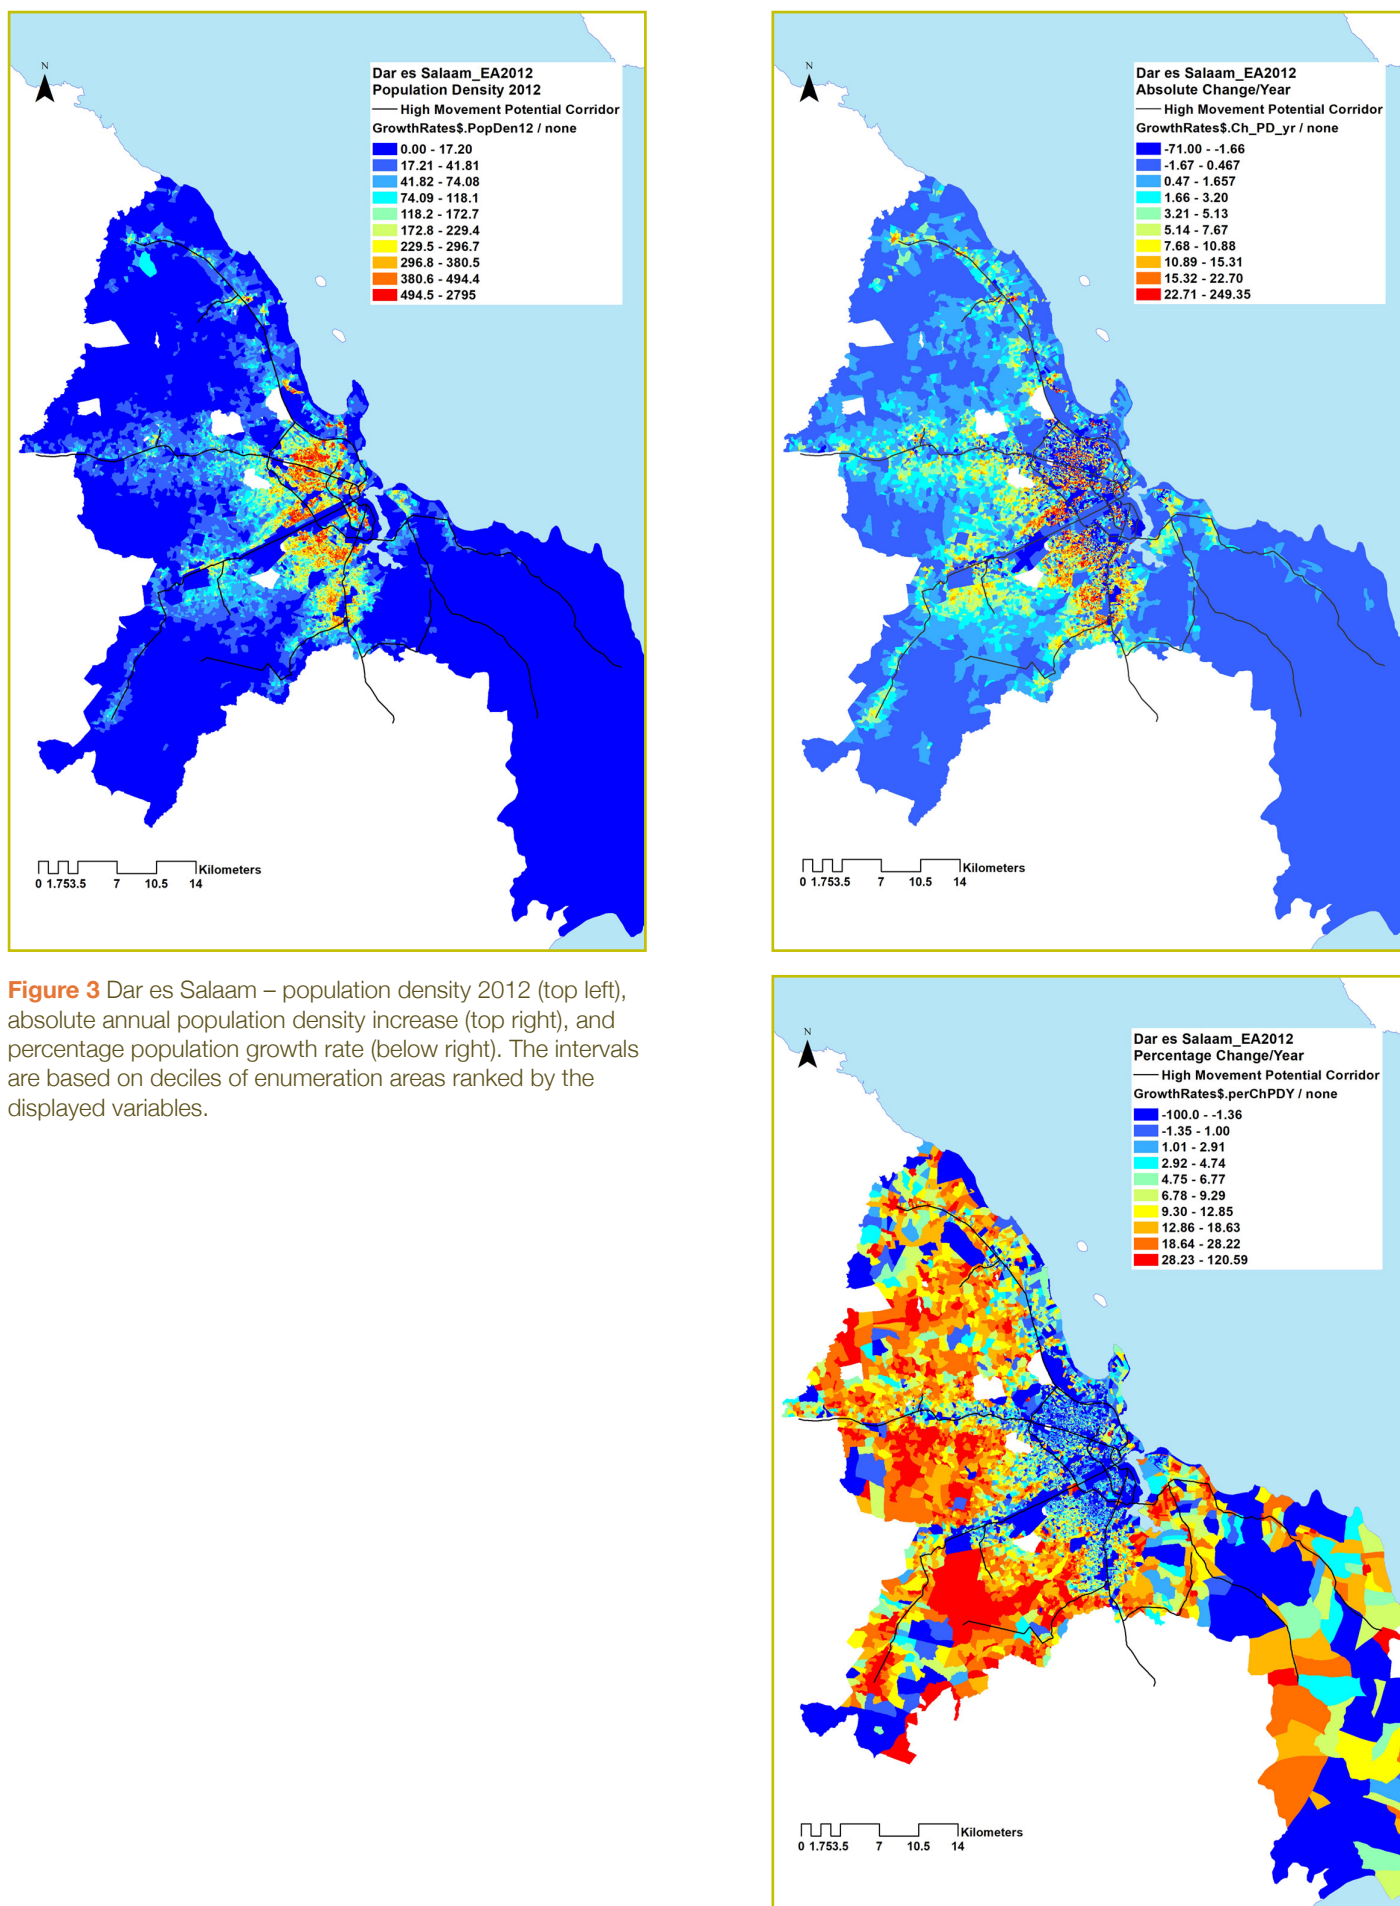 N
Dar es Salaam_EA2012
Population Density 2012
High Movement Potential Corridor
GrowthRates$.PopDen12 / none
0.00 - 17.20
17.21 - 41.81
41.82 - 74.08
74.09 - 118.1
118.2 - 172.7
172.8 - 229.4
229.5 - 296.7
296.8 - 380.5
380.6 - 494.4
494.5 - 2795
Kilometers
0 1.753.5 7 10.5 14
N
Dar es Salaam_EA2012
Absolute Change/Year
High Movement Potential Corridor
GrowthRates$.Ch_PD_yr / none
-71.00 - -1.66
-1.67 - 0.467
0.47 - 1.657
1.66 - 3.20
3.21 - 5.13
5.14 - 7.67
7.68 - 10.88
10.89 - 15.31
15.32 - 22.70
22.71 - 249.35
Kilometers
0 1.753.5 7 10.5 14
Figure 3 Dar es Salaam – population density 2012 (top left),
absolute annual population density increase (top right), and
percentage population growth rate (below right). The intervals
are based on deciles of enumeration areas ranked by the
displayed variables.
N
Dar es Salaam_EA2012
Percentage Change/Year
High Movement Potential Corridor
GrowthRates$.perChPDY / none
-100.0 - -1.36
-1.35 - 1.00
1.01 - 2.91
2.92 - 4.74
4.75 - 6.77
6.78 - 9.29
9.30 - 12.85
12.86 - 18.63
18.64 - 28.22
28.23 - 120.59
Kilometers
0 1.753.5 7 10.5 14